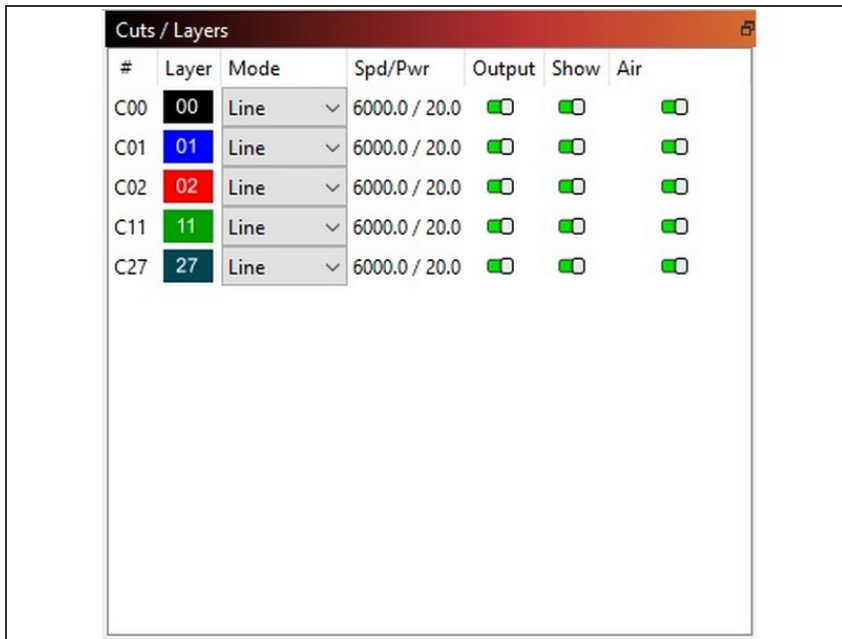 Cuts / Layers
# Layer Mode Spd/Pwr Output Show Air
C00 00 Line 6000.0 / 20.0
C01 01 Line 6000.0 / 20.0
C02 02 Line 6000.0 / 20.0
C11 11 Line 6000.0 / 20.0
C27 27 Line 6000.0 / 20.0